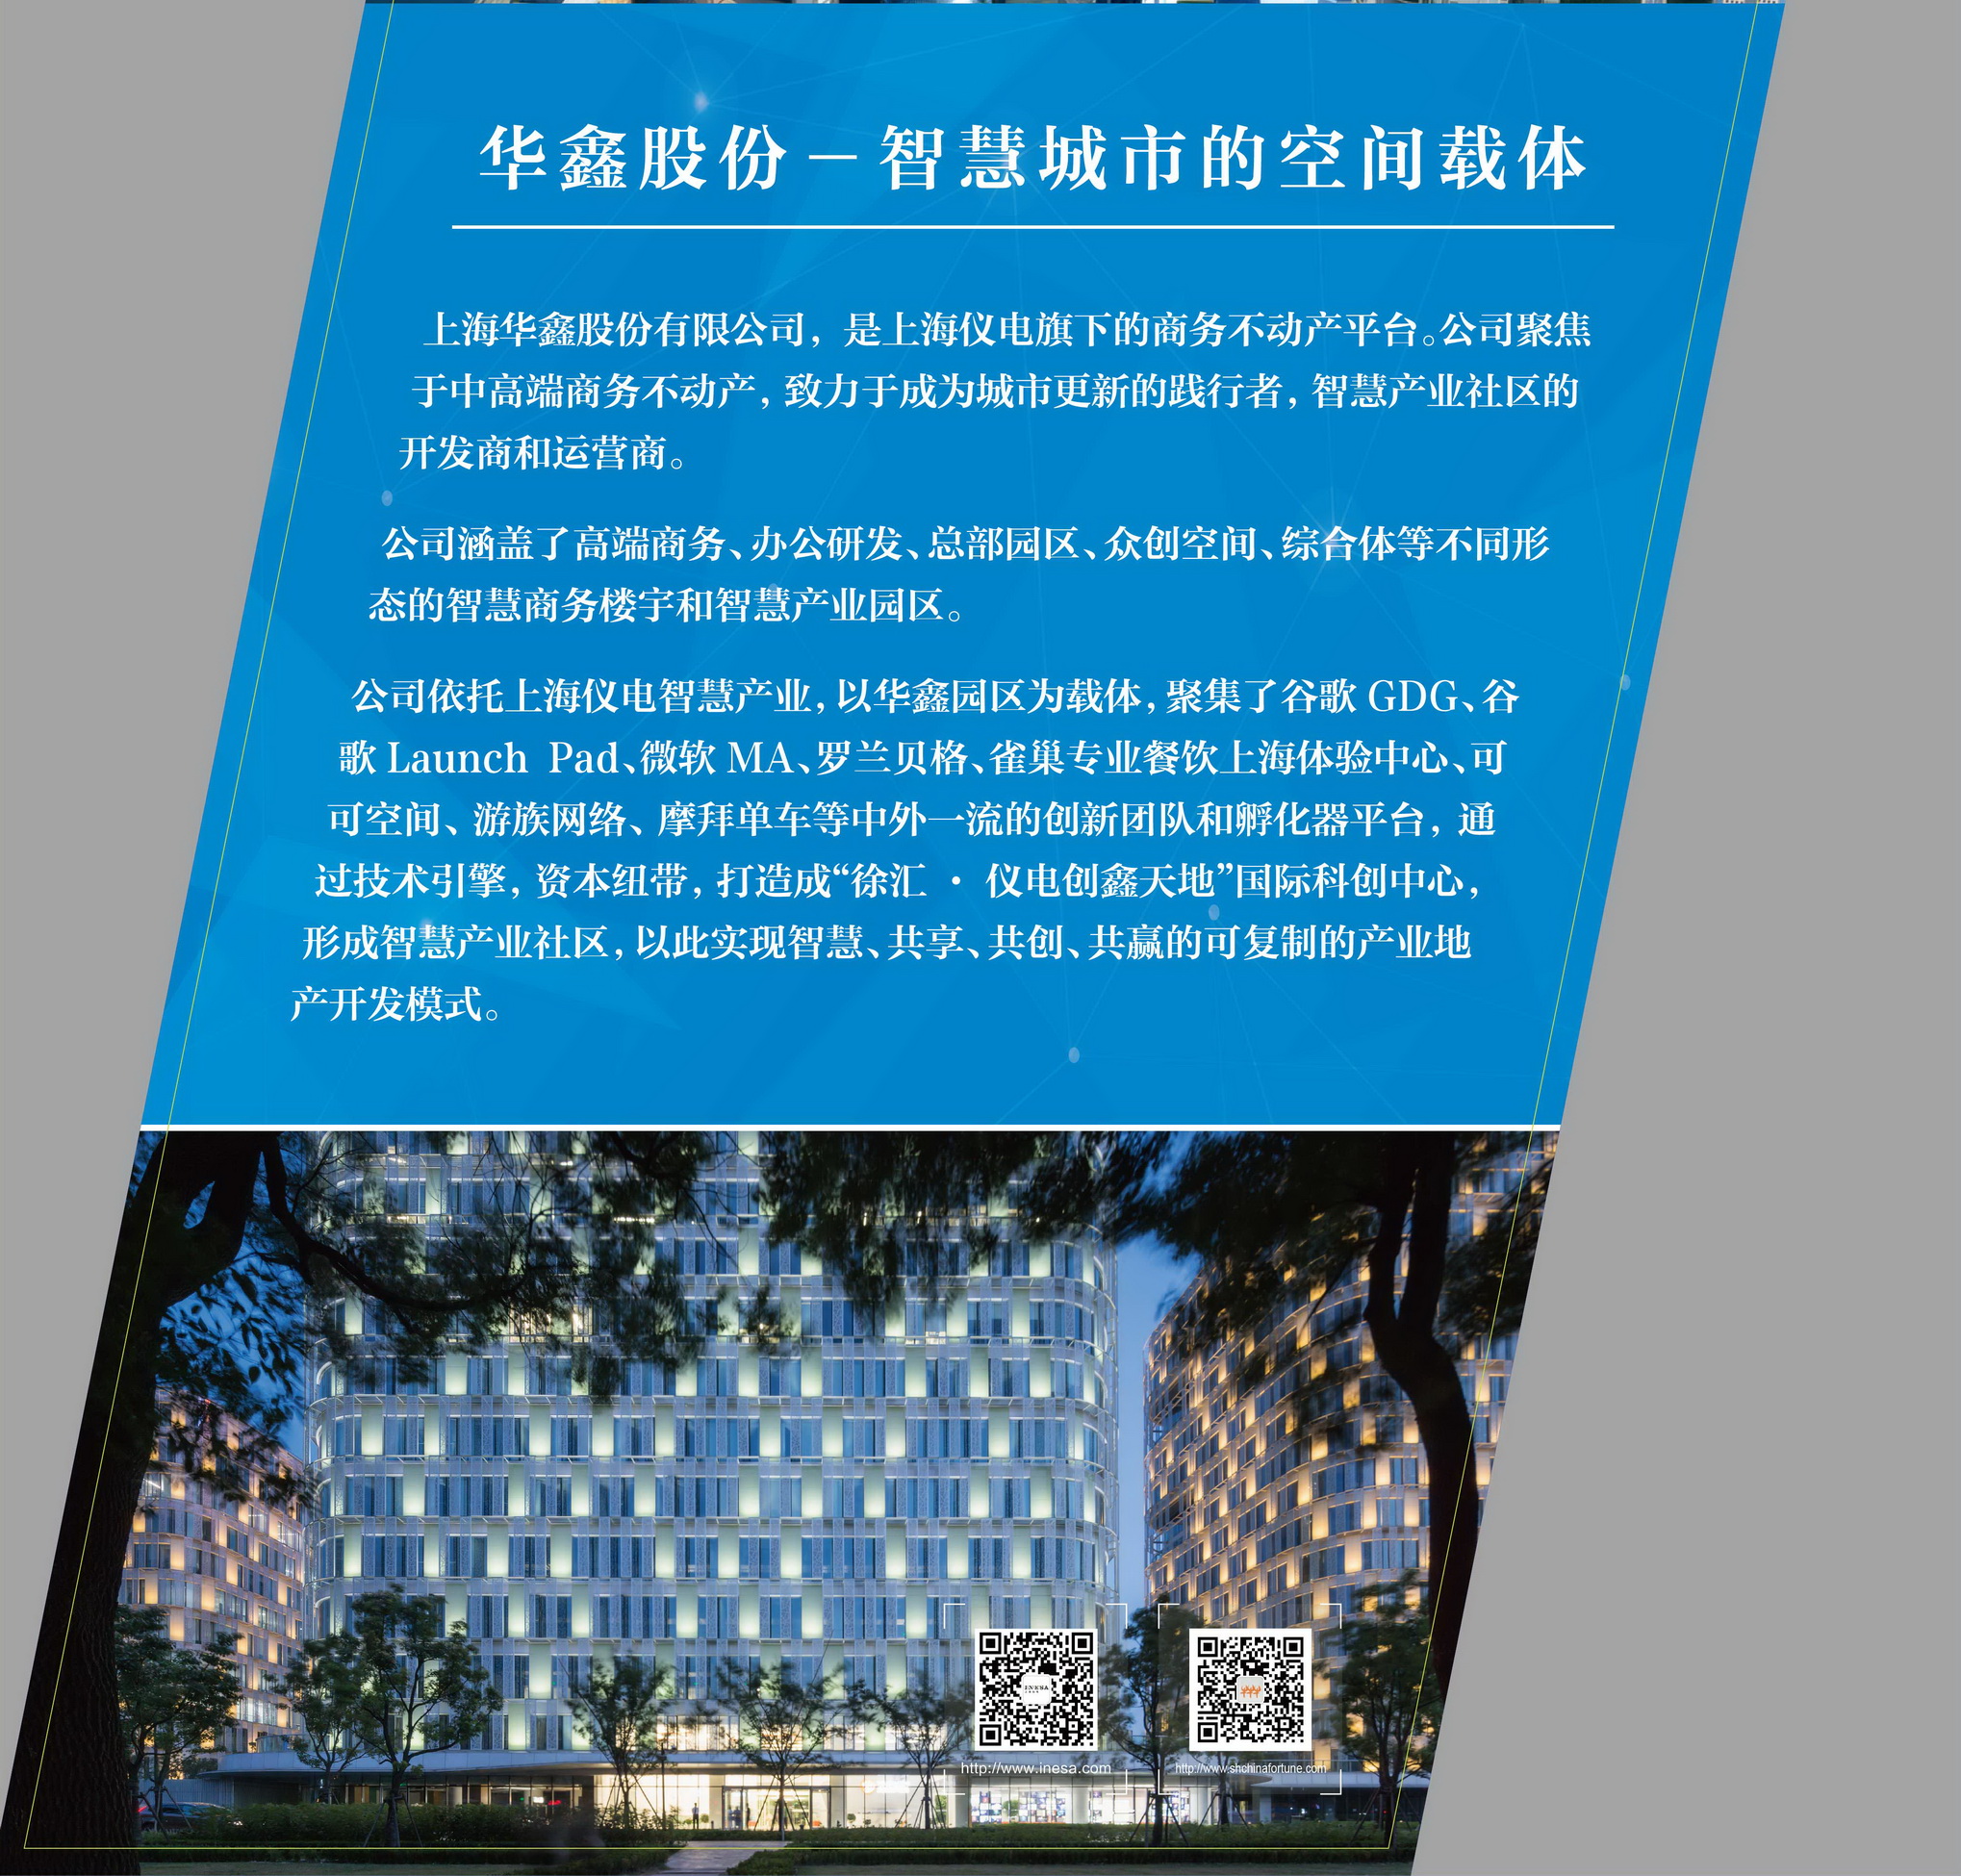 华鑫股份－智慧城市的空间载体
上海华鑫股份有限公司，是上海仪电旗下的商务不动产平台。公司聚焦
于中高端商务不动产，致力于成为城市更新的践行者，智慧产业社区的
开发商和运营商。
公司涵盖了高端商务、办公研发、总部园区、众创空间、综合体等不同形
态的智慧商务楼宇和智慧产业园区。
公司依托上海仪电智慧产业，以华鑫园区为载体，聚集了谷歌 GDG、谷
歌 Launch Pad、微软 MA、罗兰贝格、雀巢专业餐饮上海体验中心、可
可空间、游族网络、摩拜单车等中外一流的创新团队和孵化器平台，通
过技术引擎，资本纽带，打造成“徐汇 · 仪电创鑫天地”国际科创中心，
形成智慧产业社区，以此实现智慧、共享、共创、共赢的可复制的产业地
产开发模式。
INESA
http://www.inesa.com
http://www.shchinafortune.com